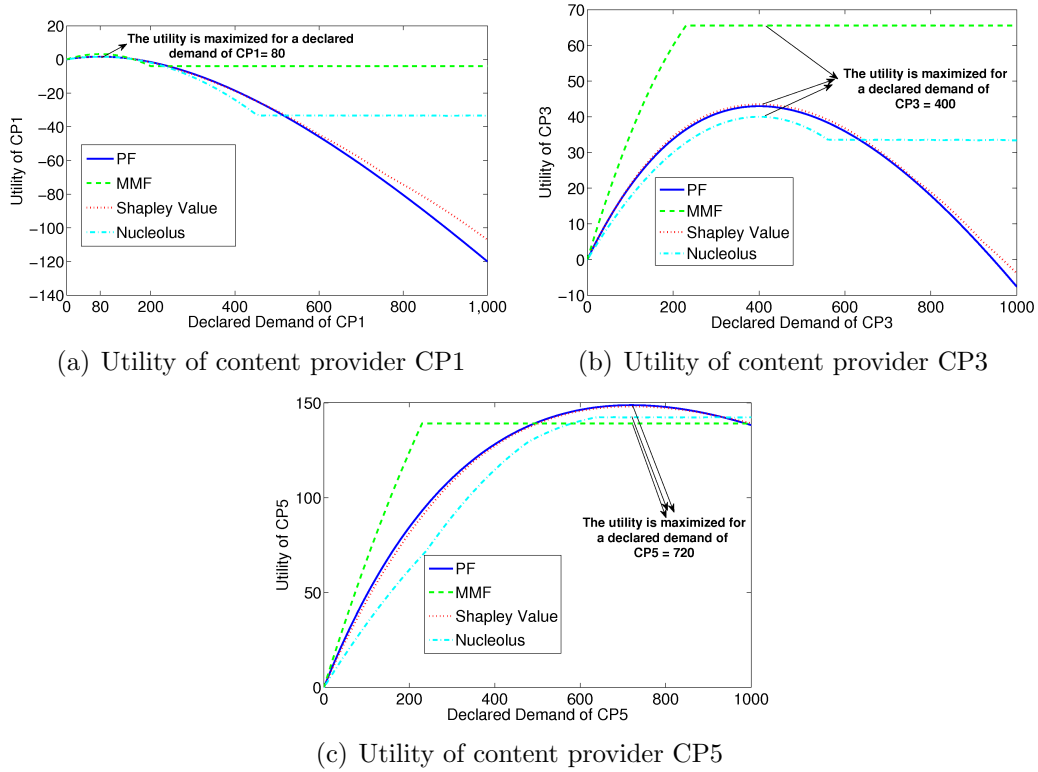 20
0
−20
−40
−60
−80
−100
−120
−140
Utility of CP1
The utility is maximized for a declared
demand of CP1= 80
PF
MMF
Shapley Value
Nucleolus
0 80 200 400 600 800 1,000
Declared Demand of CP1
(a) Utility of content provider CP1
70
60
50
40
30
20
10
0
−10
Utility of CP3
The utility is maximized for
a declared demand of
CP3 = 400
PF
MMF
Shapley Value
Nucleolus
0 200 400 600 800 1000
Declared Demand of CP3
(b) Utility of content provider CP3
150
100
50
0
Utility of CP5
The utility is maximized for
a declared demand of
CP5 = 720
PF
MMF
Shapley Value
Nucleolus
0 200 400 600 800 1000
Declared Demand of CP5
(c) Utility of content provider CP5